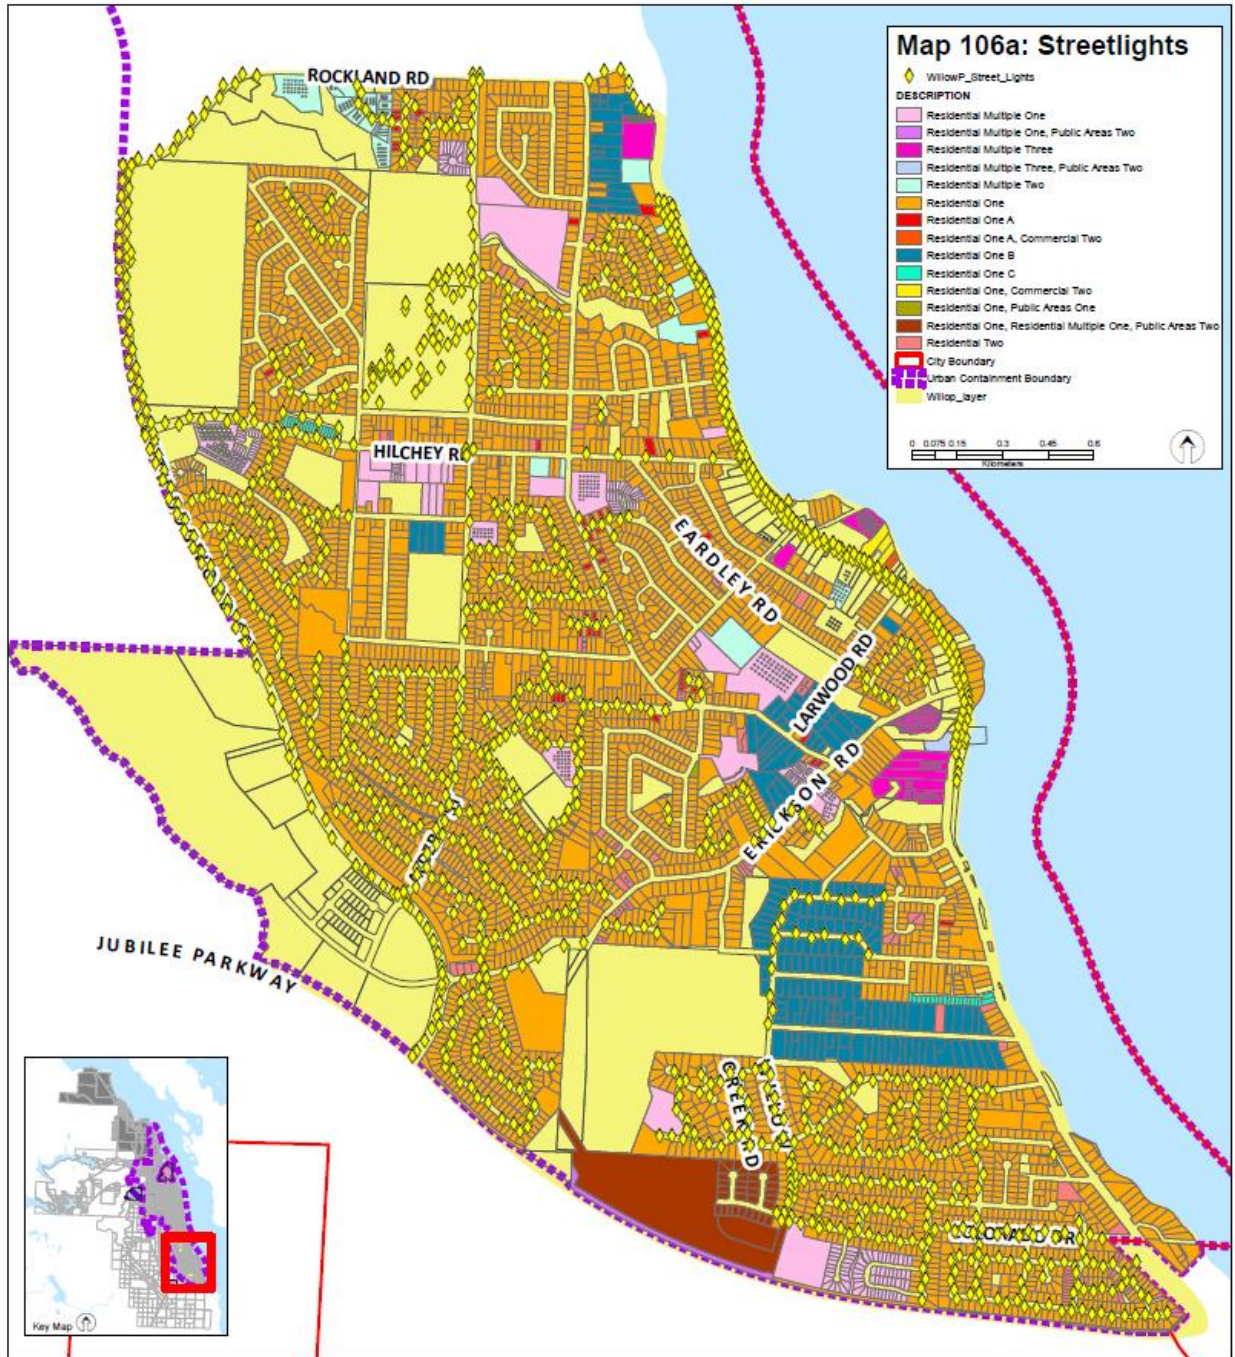 Map 106a: Streetlights
WillowP_Street_Lights
DESCRIPTION
Residential Multiple One
Residential Multiple One, Public Areas Two
Residential Multiple Three
Residential Multiple Three, Public Areas Two
Residential Multiple Two
Residential One
Residential One A
Residential One A, Commercial Two
Residential One B
Residential One C
Residential One, Commercial Two
Residential One, Public Areas One
Residential One, Residential Multiple One, Public Areas Two
Residential Two
City Boundary
Urban Containment Boundary
Willop_layer
0 0.075 0.15 0.3 0.45 0.6
Kilometers
ROCKLAND RD
HILCHEY RD
EARDLEY RD
LARWOOD RD
ERICKSON RD
JUBILEE PARKWAY
CREEK RD
DR
Key Map